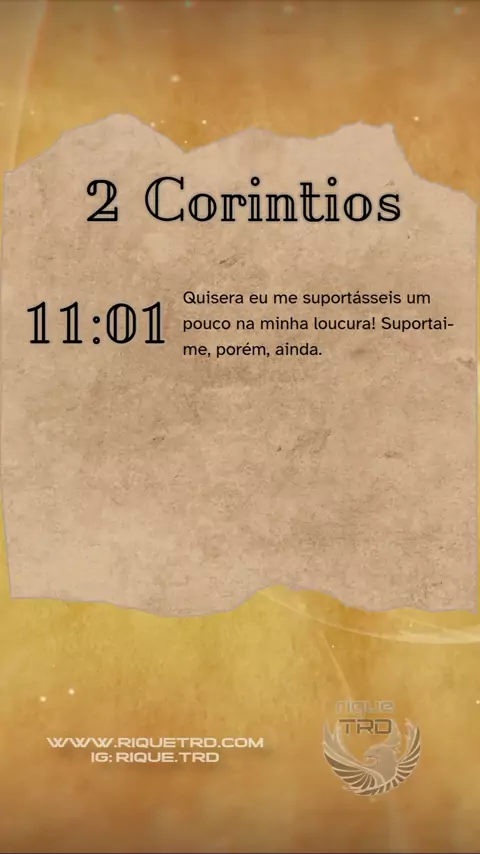 2 Corintios
11:01
Quisera eu me suportásseis um
pouco na minha loucura! Suportai-
me, porém, ainda.
rique
TRD
WWW.RIQUETRD.COM
IG: RIQUE.TRD